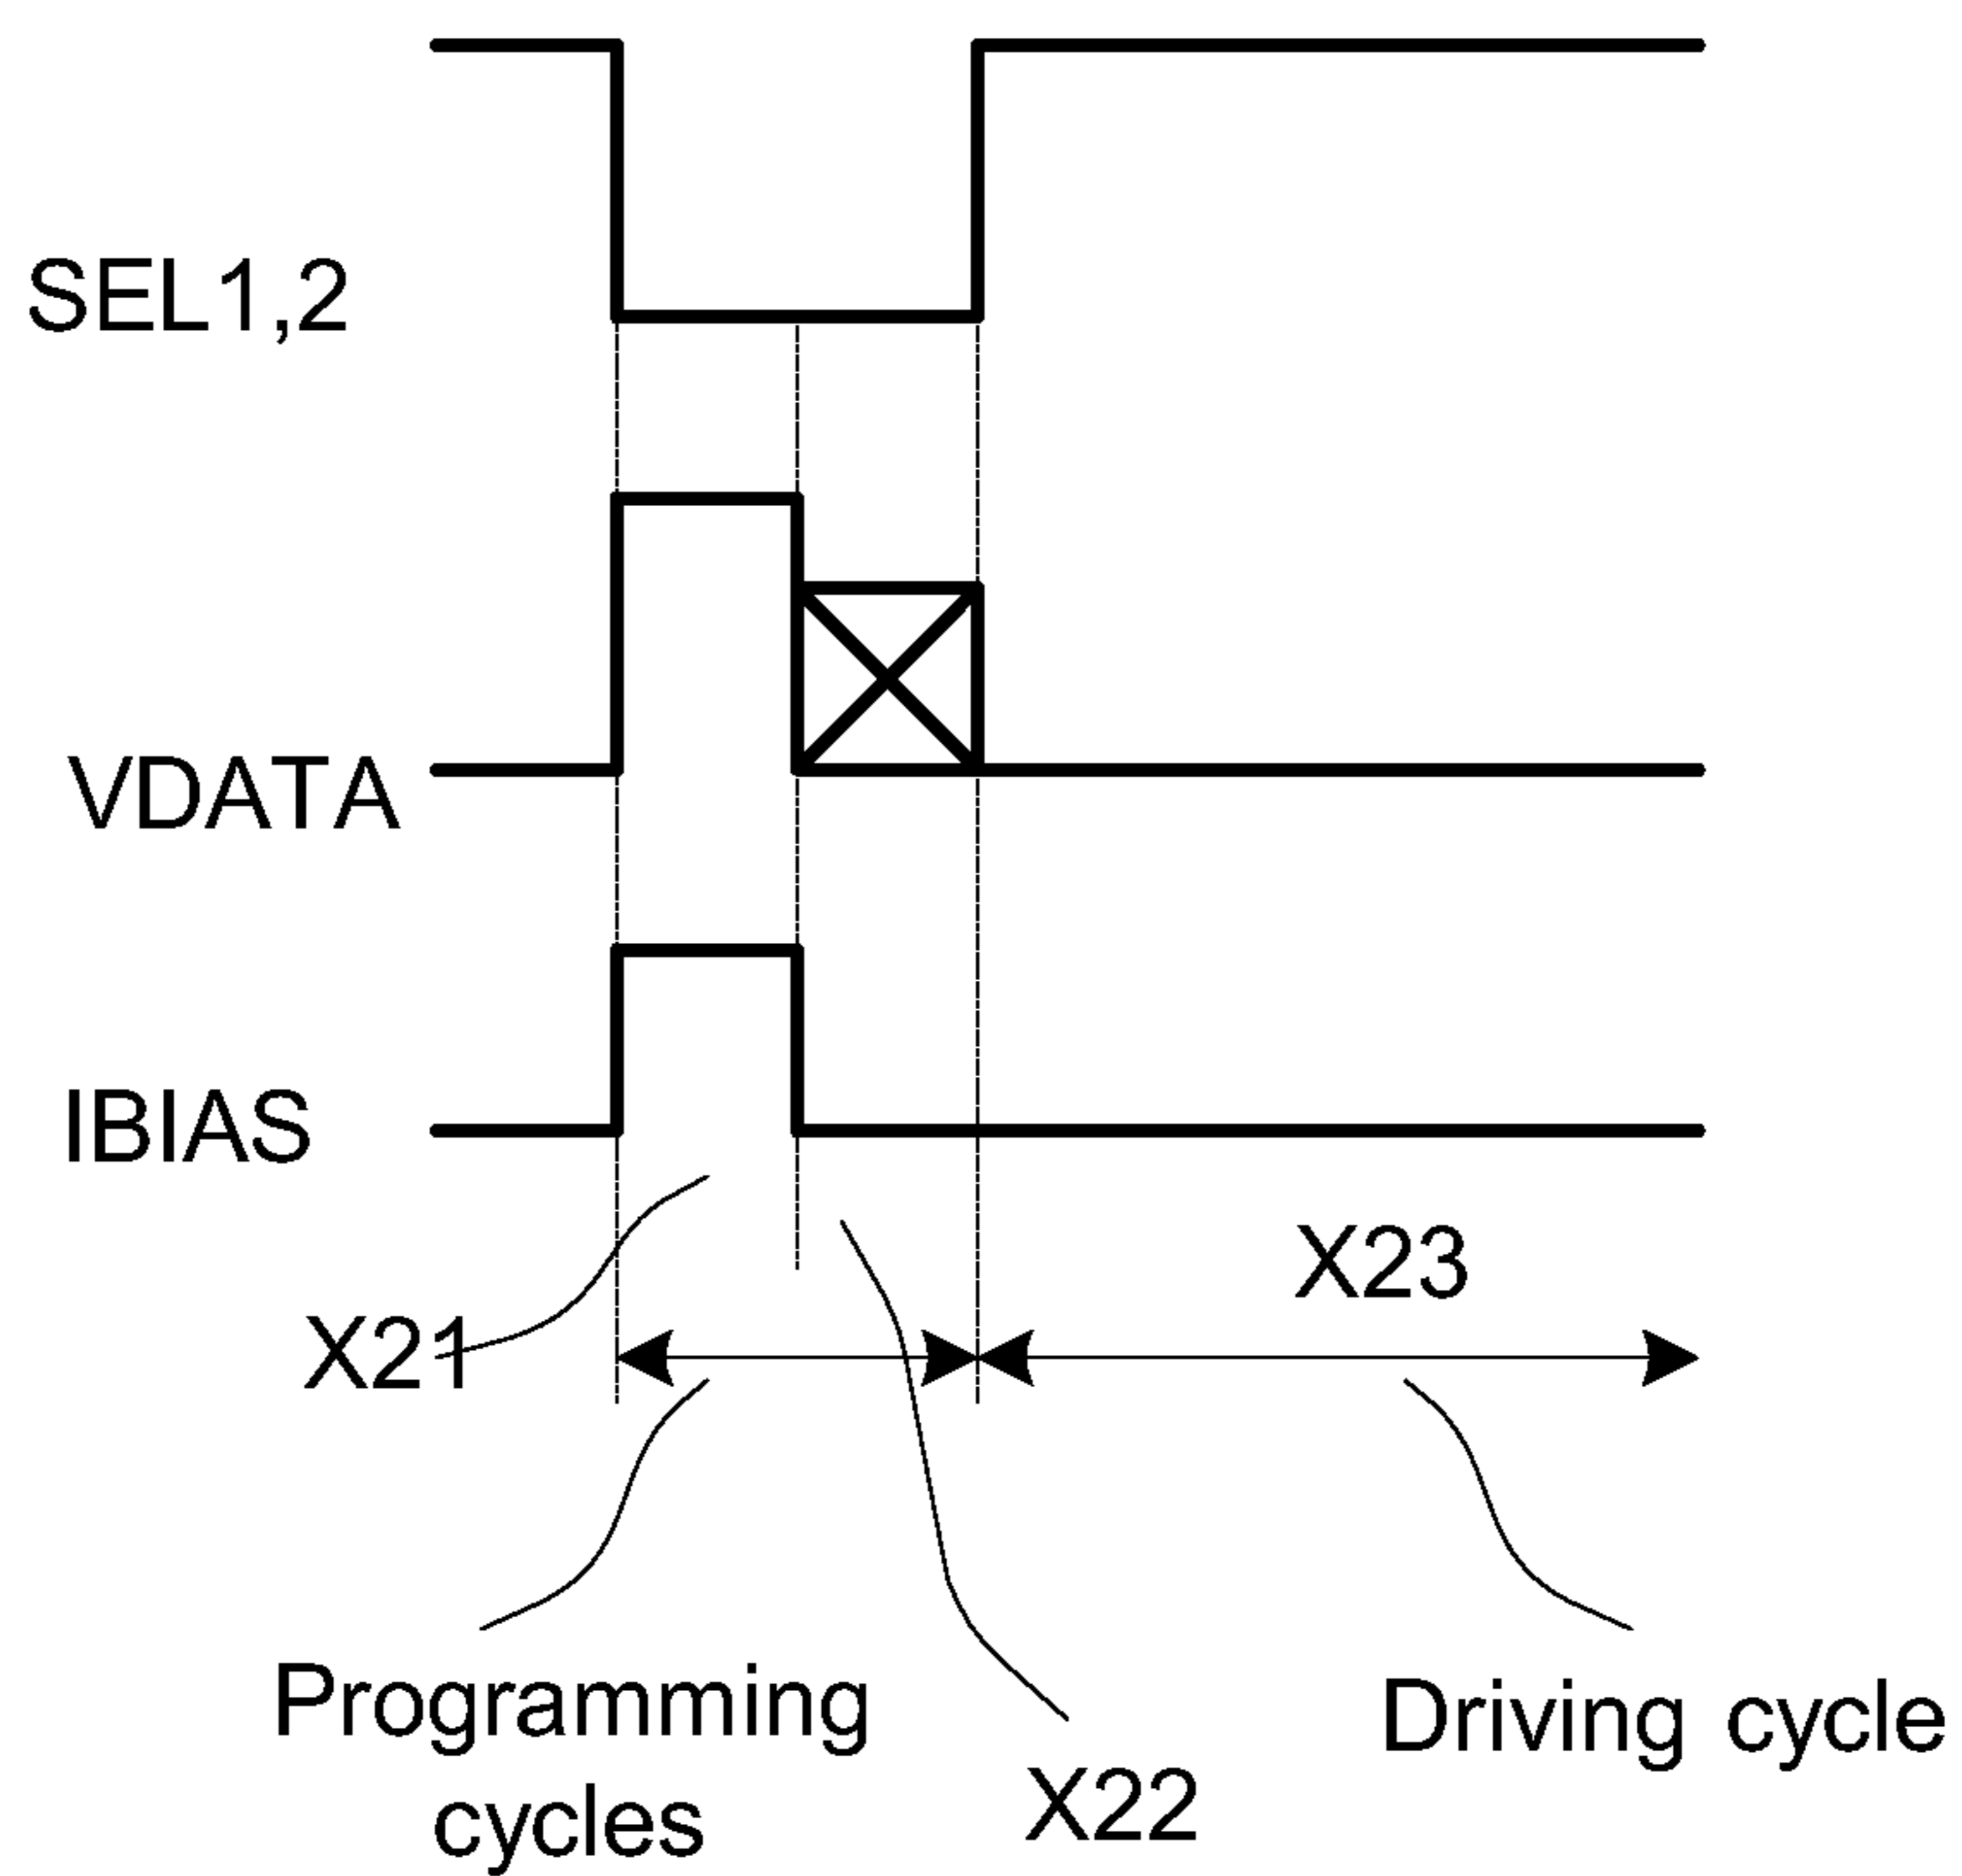 SEL1,2
VDATA
IBIAS
X23
X21
Programming
cycles
Driving cycle
X22